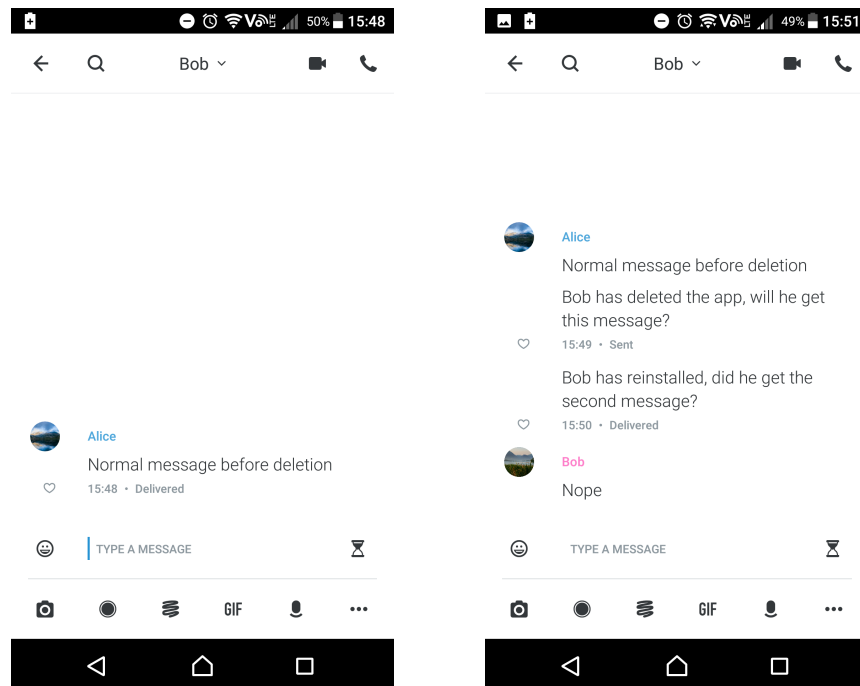 50% 15:48
Bob
Alice
Normal message before deletion
15:48 • Delivered
TYPE A MESSAGE
GIF
49% 15:51
Bob
Alice
Normal message before deletion
Bob has deleted the app, will he get
this message?
15:49 • Sent
Bob has reinstalled, did he get the
second message?
15:50 • Delivered
Bob
Nope
TYPE A MESSAGE
GIF